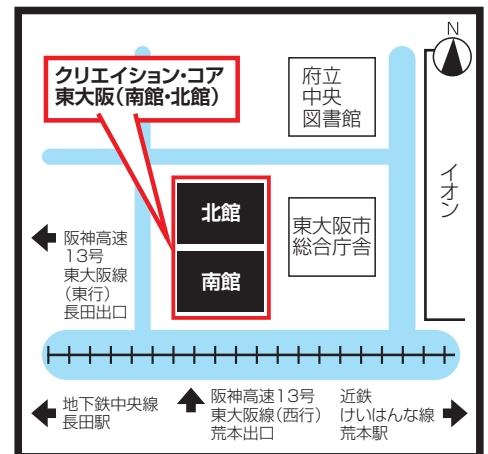 N
クリエイション・コア
東大阪(南館・北館)
府立
中央
図書館
イオン
北館
南館
東大阪市
総合庁舎
阪神高速
13号
東大阪線
(東行)
長田出口
地下鉄中央線
長田駅
阪神高速13号
東大阪線(西行)
荒本出口
近鉄
けいはんな線
荒本駅